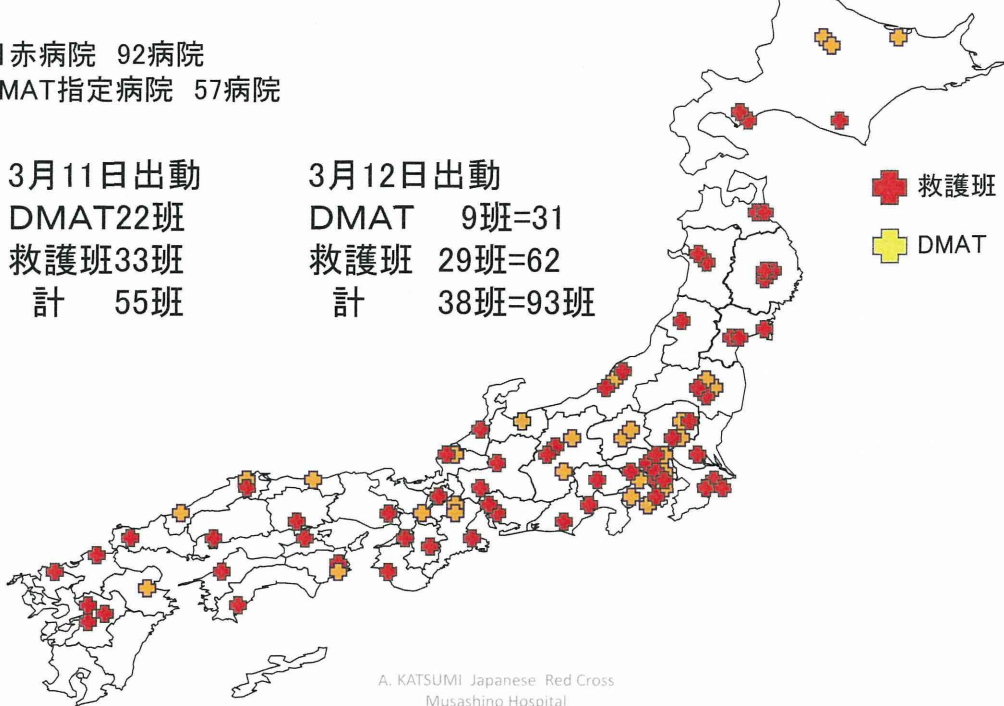 赤病院 92病院
MAT指定病院 57病院
3月11日出動
DMAT22班
救護班33班
計 55班
3月12日出動
DMAT 9班=31
救護班 29班=62
計 38班=93班
救護班
DMAT
A. KATSUMI Japanese Red Cross
Musashino Hospital